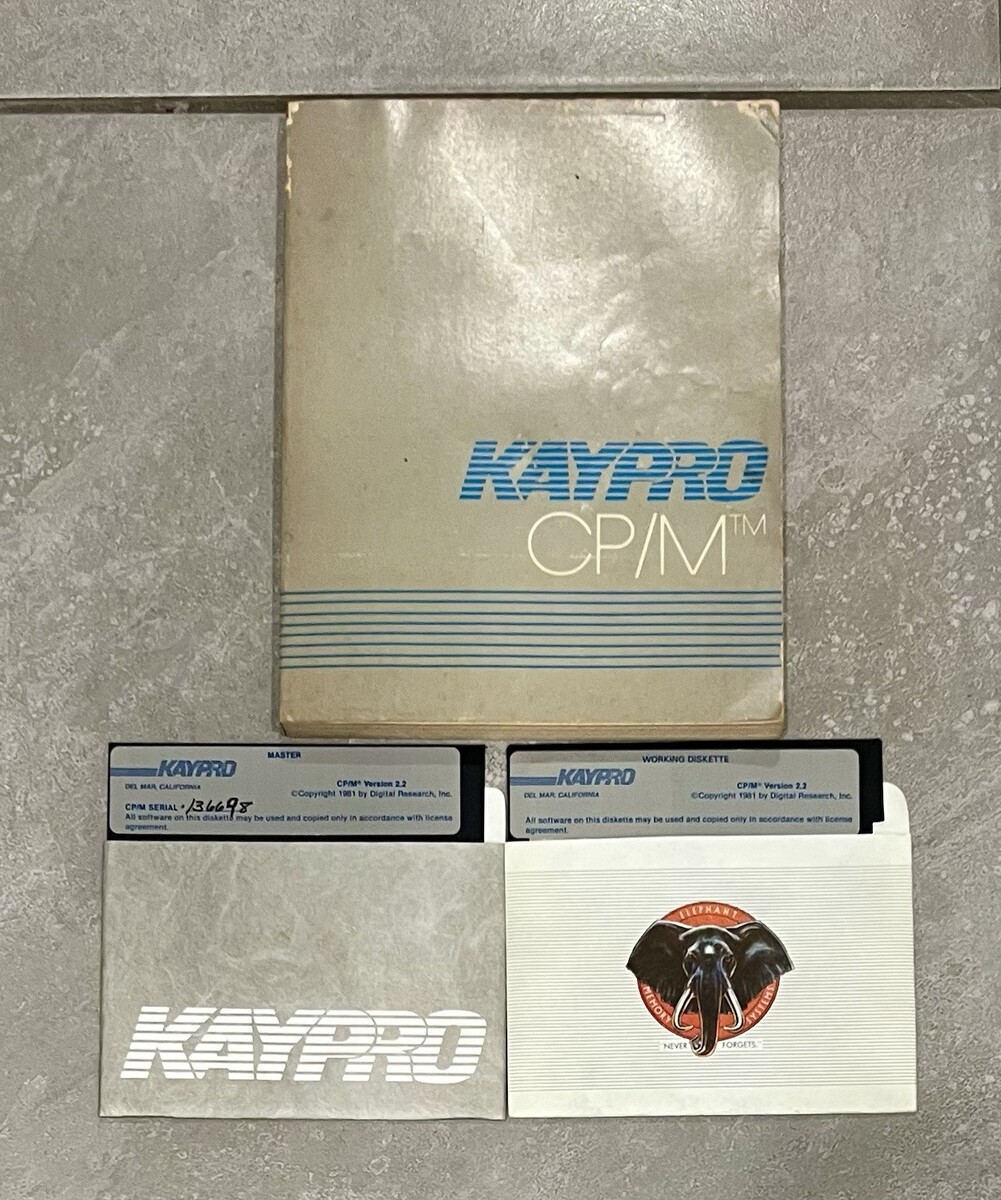 KAYPRO
CP/M™
MASTER
KAYPRO
DEL MAR, CALIFORNIA
CP/M® Version 2.2
©Copyright 1981 by Digital Research, Inc.
CP/M SERIAL • 136698
All software on this diskette may be used and copied only in accordance with license
agreement.
KAYPRO
WORKING DISKETTE
KAYPRO
DEL MAR, CALIFORNIA
CP/M® Version 2.2
©Copyright 1981 by Digital Research, Inc.
All software on this diskette may be used and copied only in accordance with license
agreement.
ELEPHANT
MEMORY SYSTEMS
"NEVER FORGETS."